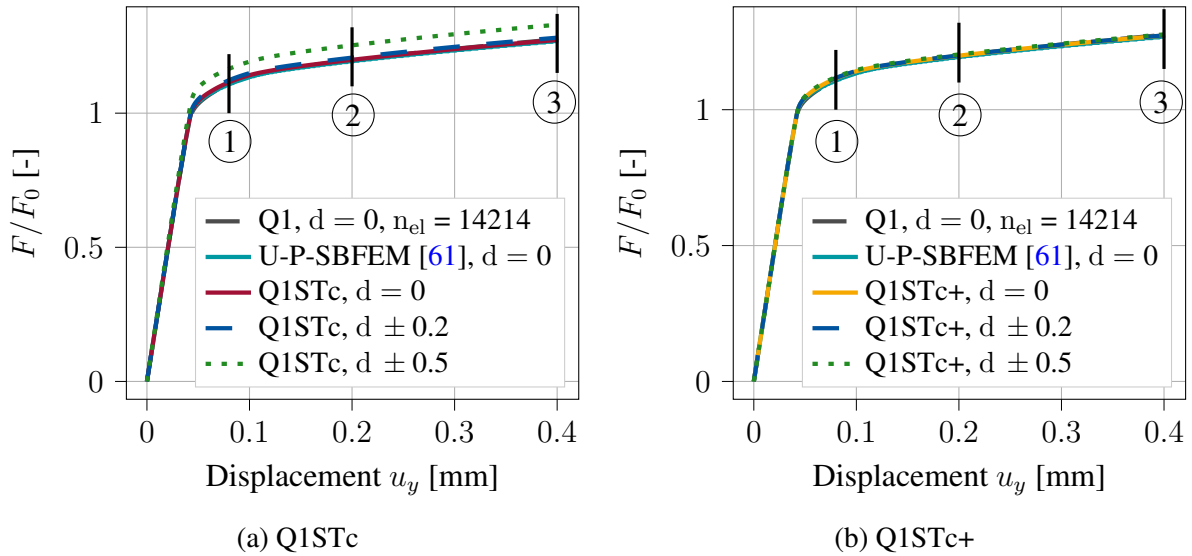 F/F₀ [-]
1
0.5
0
1
2
3
Q1, d = 0, nₑₗ = 14214
U-P-SBFEM [61], d = 0
Q1STc, d = 0
Q1STc, d ± 0.2
Q1STc, d ± 0.5
0 0.1 0.2 0.3 0.4
Displacement u_y [mm]
(a) Q1STc
F/F₀ [-]
1
0.5
0
1
2
3
Q1, d = 0, nₑₗ = 14214
U-P-SBFEM [61], d = 0
Q1STc+, d = 0
Q1STc+, d ± 0.2
Q1STc+, d ± 0.5
0 0.1 0.2 0.3 0.4
Displacement u_y [mm]
(b) Q1STc+